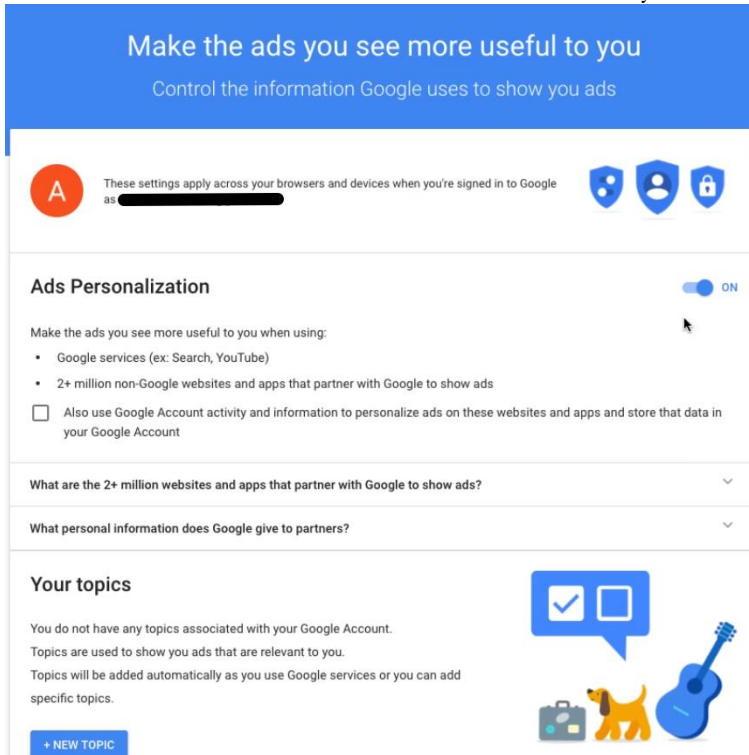 Make the ads you see more useful to you
Control the information Google uses to show you ads
A
These settings apply across your browsers and devices when you're signed in to Google
as
Ads Personalization
ON
Make the ads you see more useful to you when using:
• Google services (ex: Search, YouTube)
• 2+ million non-Google websites and apps that partner with Google to show ads
Also use Google Account activity and information to personalize ads on these websites and apps and store that data in
your Google Account
What are the 2+ million websites and apps that partner with Google to show ads?
What personal information does Google give to partners?
Your topics
You do not have any topics associated with your Google Account.
Topics are used to show you ads that are relevant to you.
Topics will be added automatically as you use Google services or you can add
specific topics.
+ NEW TOPIC